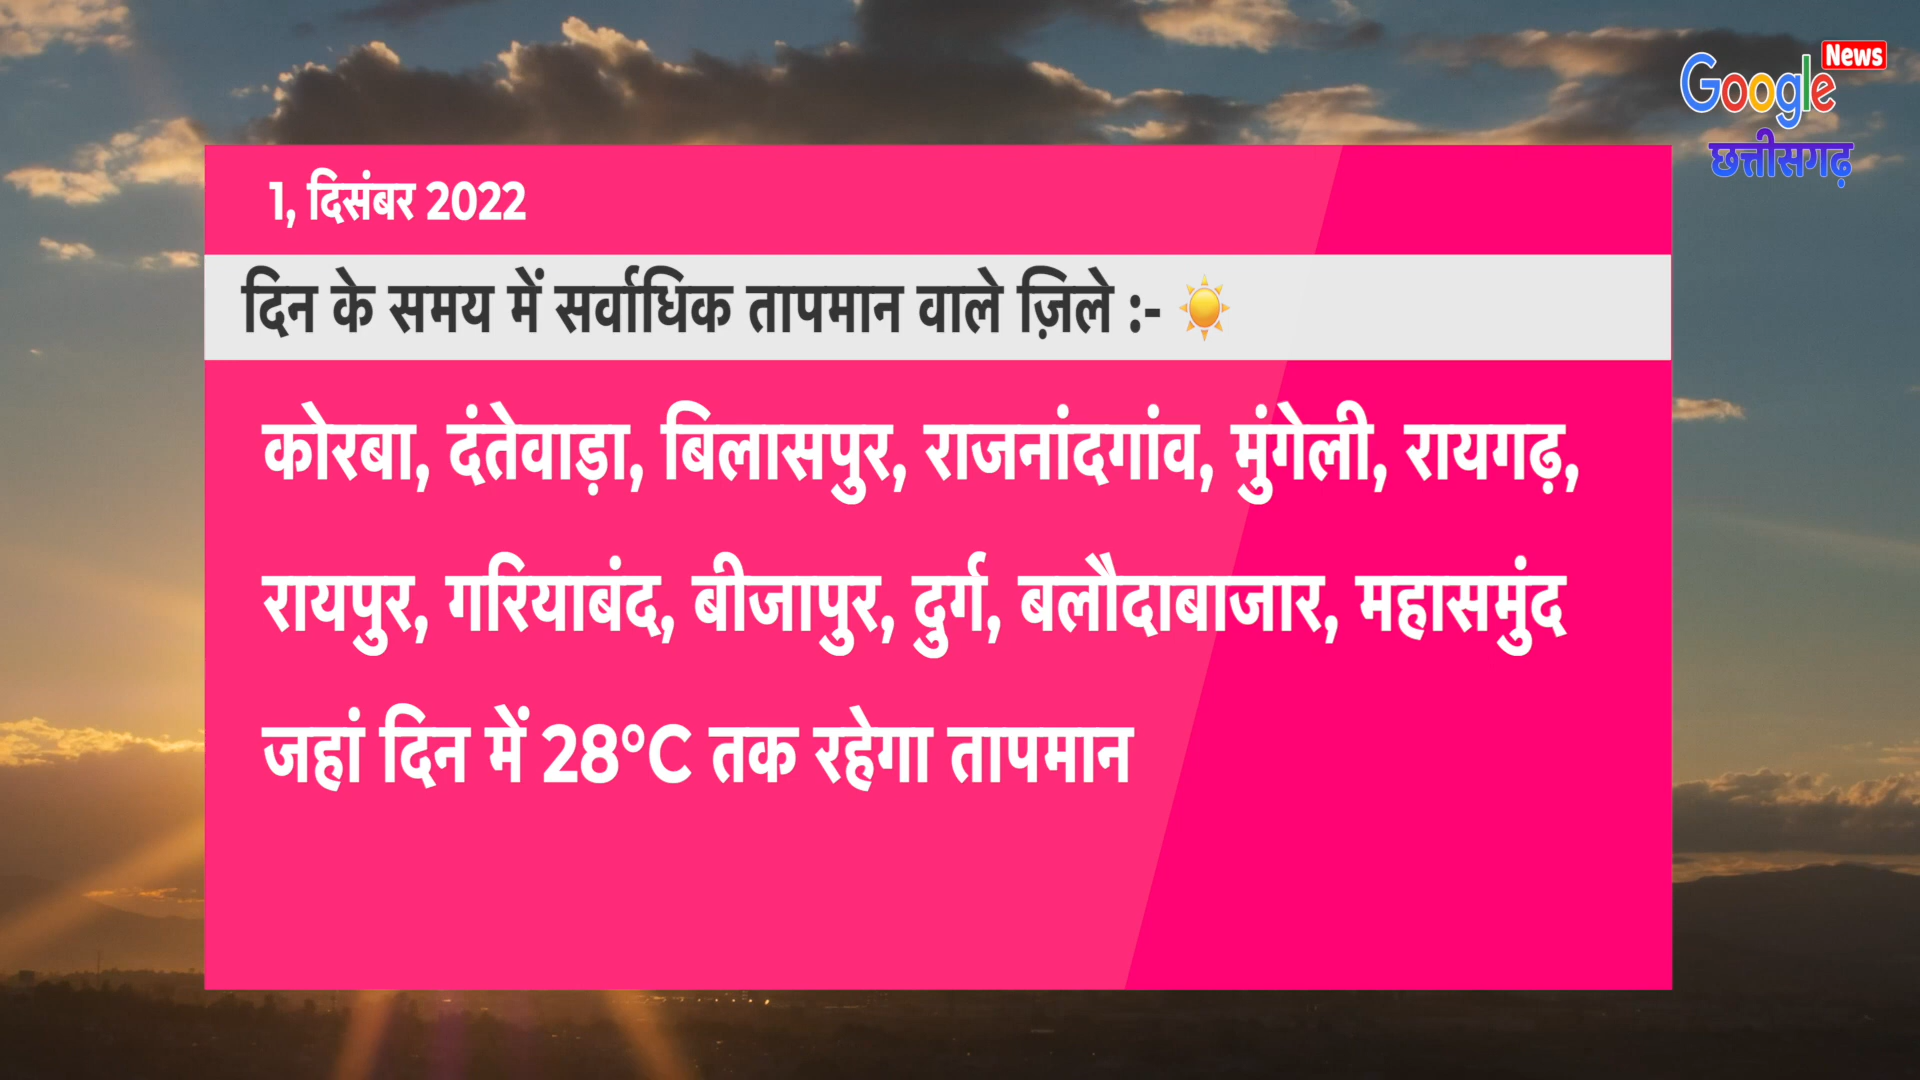 News
Google
छत्तीसगढ़
1, दिसंबर 2022
दिन के समय में सर्वाधिक तापमान वाले ज़िले :-
कोरबा, दंतेवाड़ा, बिलासपुर, राजनांदगांव, मुंगेली, रायगढ़,
रायपुर, गरियाबंद, बीजापुर, दुर्ग, बलौदाबाजार, महासमुंद
जहां दिन में 28°C तक रहेगा तापमान